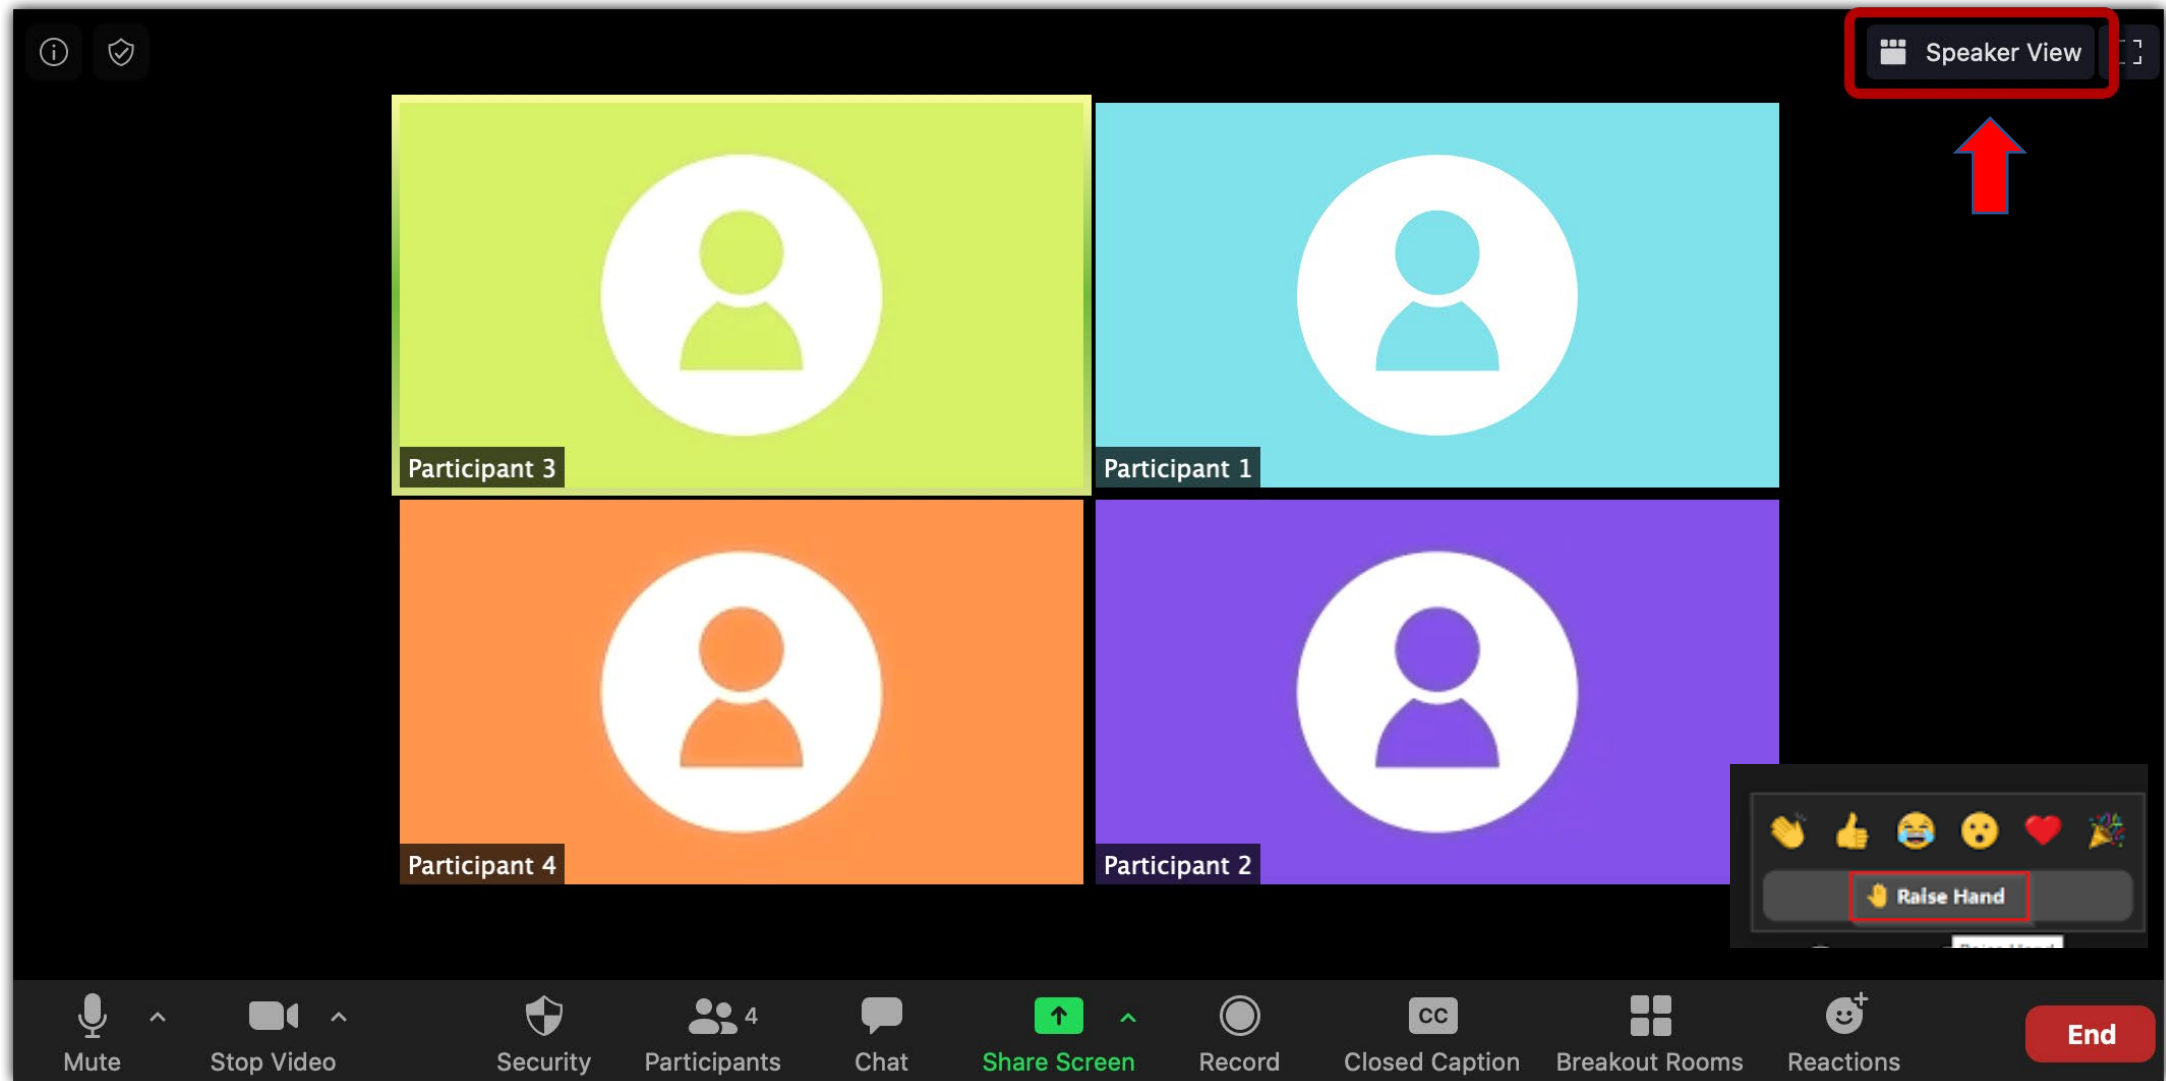 Speaker View
Participant 3
Participant 1
Participant 4
Participant 2
Raise Hand
4
CC
Mute
Stop Video
Security
Participants
Chat
Share Screen
Record
Closed Caption
Breakout Rooms
Reactions
End